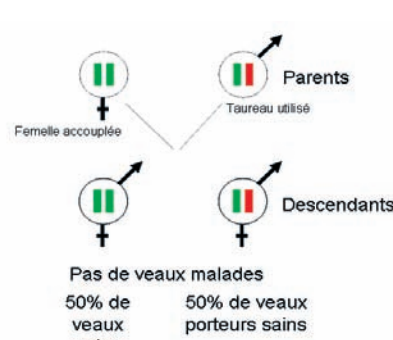 Parents
Femelle accouplée
Taureau utilisé
Descendants
Pas de veaux malades
50% de
veaux
50% de veaux
porteurs sains